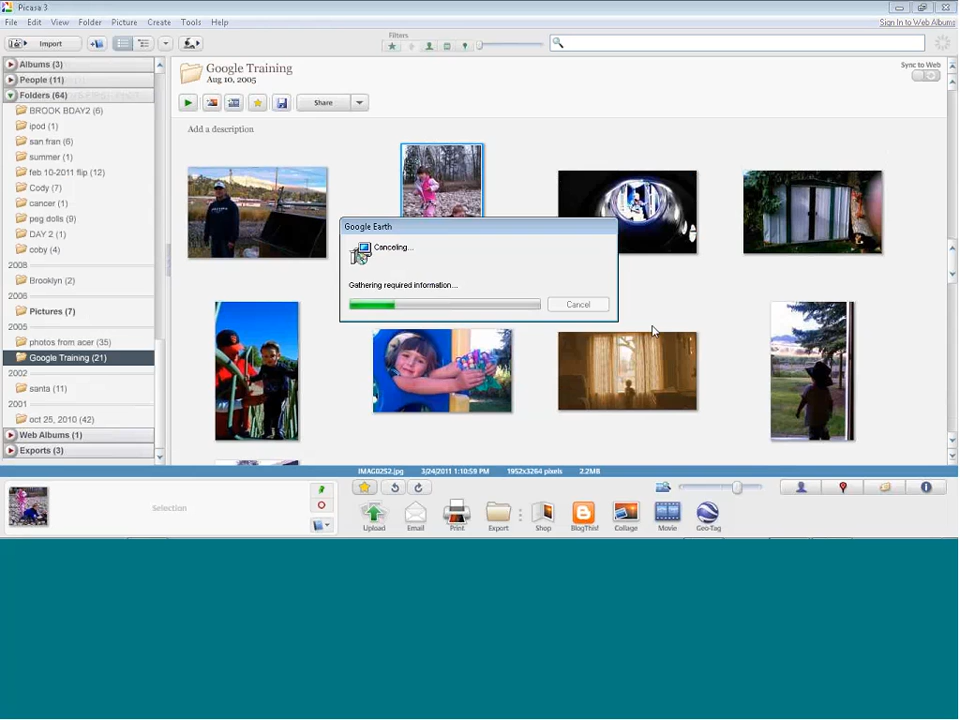 Picasa 3
File Edit View Folder Picture Create Tools Help
Sign In to Web Albums
Import
Filters
Albums (3)
People (11)
Folders (64)
BROOK BDAY2 (6)
ipod (1)
san fran (6)
summer (1)
feb 10-2011 flip (12)
Cody (7)
cancer (1)
peg dolls (9)
DAY 2 (1)
coby (4)
2008
Brooklyn (2)
2006
Pictures (7)
2005
photos from acer (35)
Google Training (21)
2002
santa (11)
2001
oct 25, 2010 (42)
Web Albums (1)
Exports (3)
Google Training
Aug 10, 2005
Sync to Web
Share
Add a description
Google Earth
Canceling...
Gathering required information...
Cancel
IMAG0252.jpg 3/24/2011 1:10:59 PM 1952x3264 pixels 2.2MB
Selection
Upload Email Print Export Shop BlogThis! Collage Movie Geo-Tag